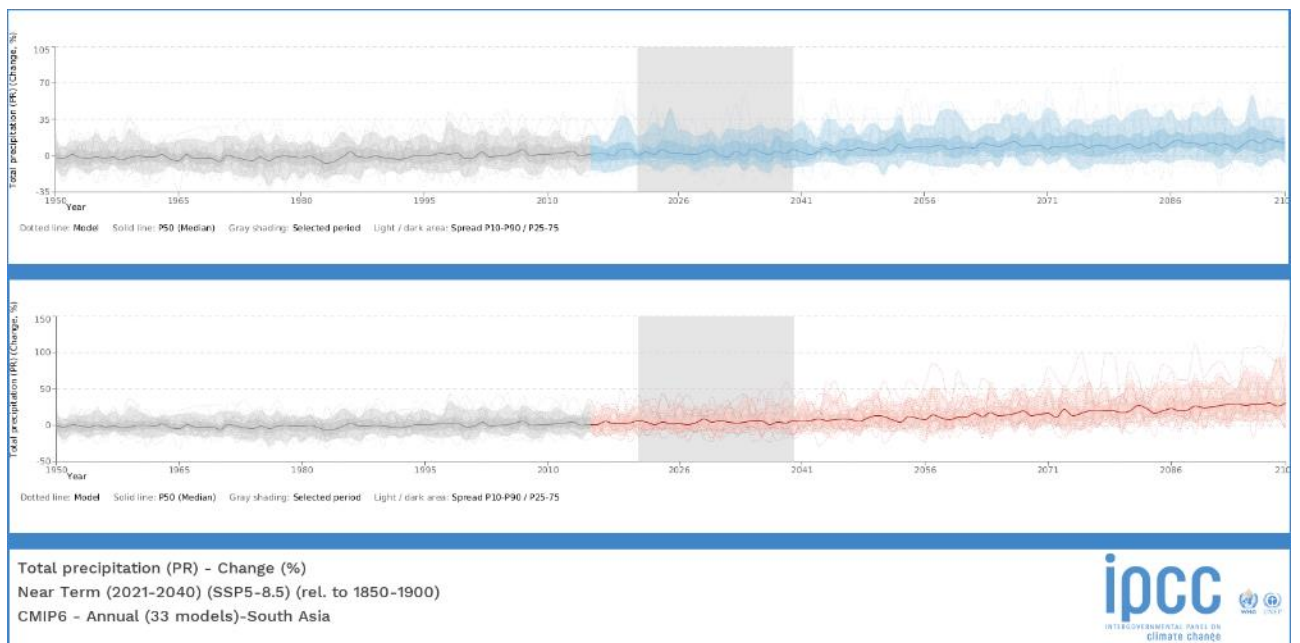 Total precipitation (PR) (Change, %)
105
70
35
0
-35
1950 1965 1980 1995 2010 2026 2041 2056 2071 2086 210
Year
Dotted line: Model Solid line: P50 (Median) Gray shading: Selected period Light / dark area: Spread P10-P90 / P25-75
Total precipitation (PR) (Change, %)
150
100
50
0
-50
1950 1965 1980 1995 2010 2026 2041 2056 2071 2086 210
Year
Dotted line: Model Solid line: P50 (Median) Gray shading: Selected period Light / dark area: Spread P10-P90 / P25-75
Total precipitation (PR) - Change (%)
Near Term (2021-2040) (SSP5-8.5) (rel. to 1850-1900)
CMIP6 - Annual (33 models)-South Asia
ipcc
INTERGOVERNMENTAL PANEL ON
climate change
WMO